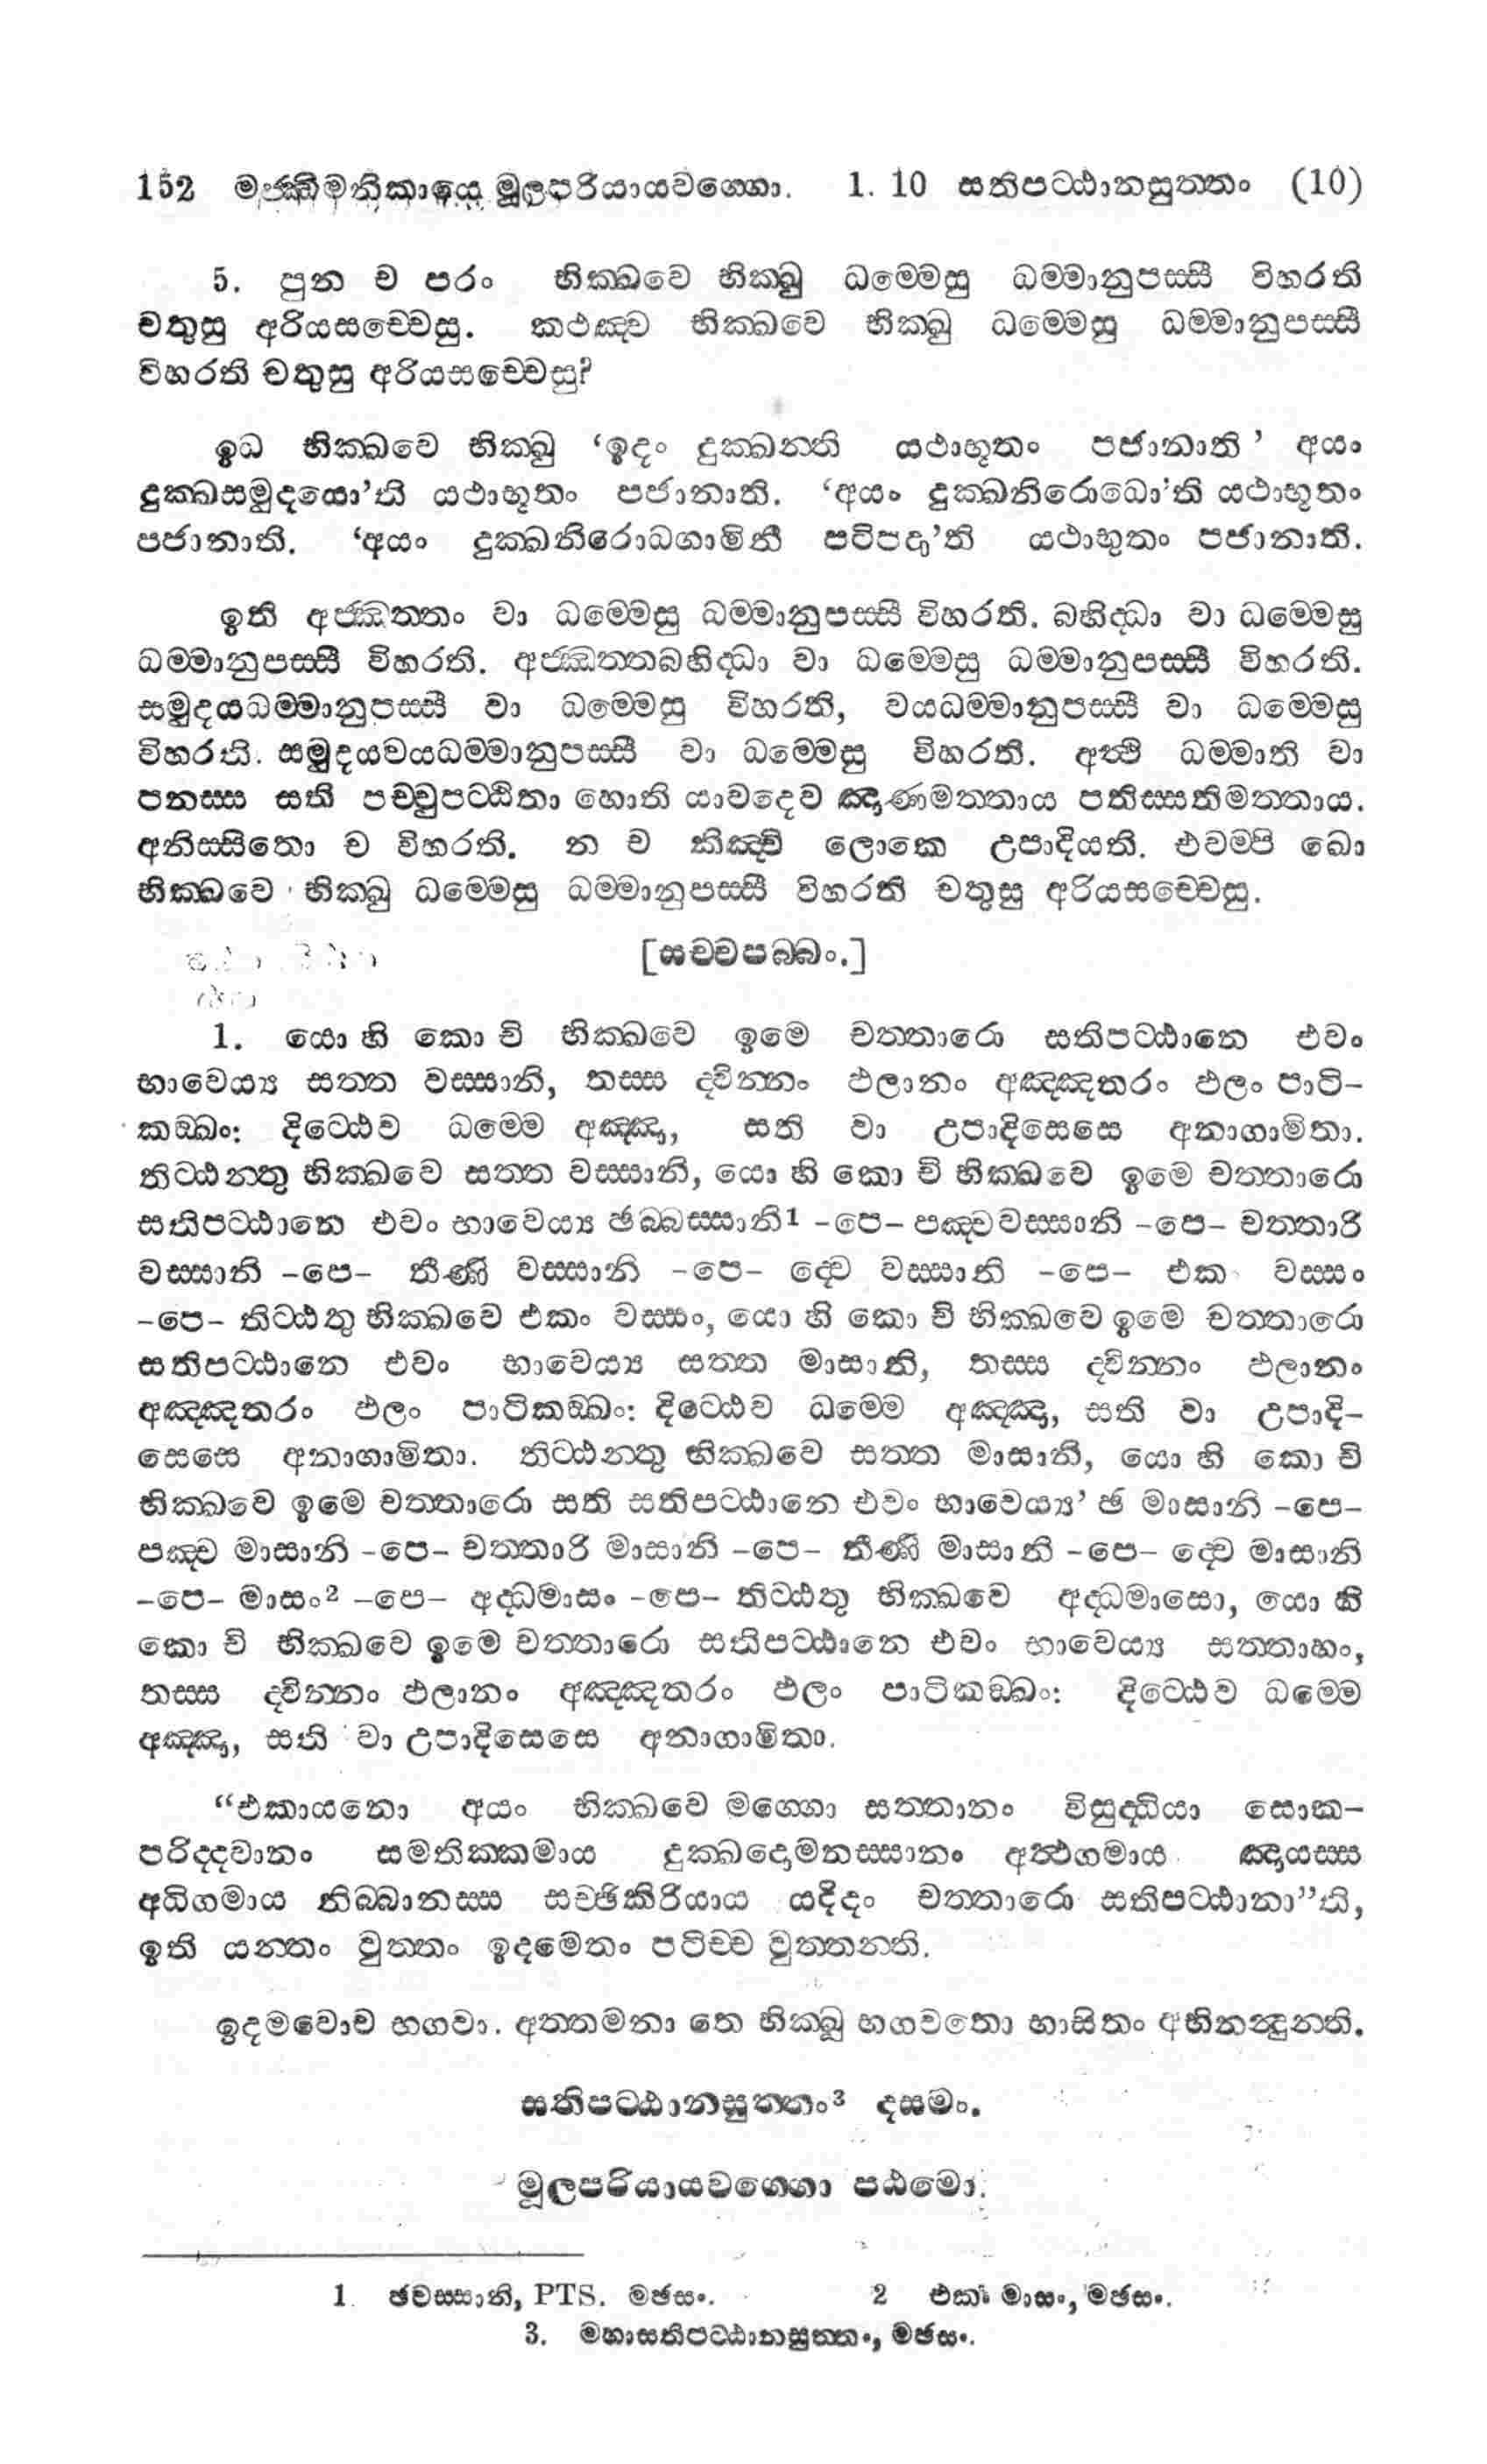 152 මජ්ඣිමනිකායෙ මූලපරියායවග්ගො. 1. 10 සතිපට්ඨානසුත්තං (10)
5. පුන ච පරං භික්ඛවෙ භික්ඛු ධම්මෙසු ධම්මානුපස්සී විහරති
චතුසු අරියසච්චෙසු. කථඤ්ච භික්ඛවෙ භික්ඛු ධම්මෙසු ධම්මානුපස්සී
විහරති චතුසු අරියසච්චෙසු?
ඉධ භික්ඛවෙ භික්ඛු ‘ඉදං දුක්ඛන්ති යථාභූතං පජානාති’ අයං
දුක්ඛසමුදයො’ති යථාභූතං පජානාති. ‘අයං දුක්ඛනිරොධො’ති යථාභූතං
පජානාති. ‘අයං දුක්ඛනිරොධගාමිනී පටිපදා’ති යථාභුතං පජානාති.
ඉති අජ්ඣත්තං වා ධම්මෙසු ධම්මානුපස්සී විහරති. බහිද්ධා වා ධම්මෙසු
ධම්මානුපස්සී විහරති. අජ්ඣත්තබහිද්ධා වා ධම්මෙසු ධම්මානුපස්සී විහරති.
සමුදයධම්මානුපස්සී වා ධම්මෙසු විහරති, වයධම්මානුපස්සී වා ධම්මෙසු
විහරති. සමුදයවයධම්මානුපස්සී වා ධම්මෙසු විහරති. අත්ථි ධම්මාති වා
පනස්ස සති පච්චුපට්ඨිතා හොති යාවදෙව ඤාණමත්තාය පතිස්සතිමත්තාය.
අනිස්සිතො ච විහරති. න ච කිඤ්චි ලොකෙ උපාදියති. එවම්පි ඛො
භික්ඛවෙ භික්ඛු ධම්මෙසු ධම්මානුපස්සී විහරති චතුසු අරියසච්චෙසු.
[සච්චපබ්බං.]
1. යො හි කො චි භික්ඛවෙ ඉමෙ චත්තාරො සතිපට්ඨානෙ එවං
භාවෙය්‍ය සත්ත වස්සානි, තස්ස ද්වින්නං ඵලානං අඤ්ඤතරං ඵලං පාටි-
කඞ්ඛං: දිට්ඨෙව ධම්මෙ අඤ්ඤා, සති වා උපාදිසෙසෙ අනාගාමිතා.
තිට්ඨන්තු භික්ඛවෙ සත්ත වස්සානි, යො හි කො චි භික්ඛවෙ ඉමෙ චත්තාරො
සතිපට්ඨානෙ එවං භාවෙය්‍ය ඡබ්බස්සානි1 -පෙ- පඤ්චවස්සානි -පෙ- චත්තාරි
වස්සානි -පෙ- තීණි වස්සානි -පෙ- ද්වෙ වස්සානි -පෙ- එක වස්සං
-පෙ- තිට්ඨතු භික්ඛවෙ එකං වස්සං, යො හි කො චි භික්ඛවෙ ඉමෙ චත්තාරො
සතිපට්ඨානෙ එවං භාවෙය්‍ය සත්ත මාසානි, තස්ස ද්වින්නං ඵලානං
අඤ්ඤතරං ඵලං පාටිකඞ්ඛං: දිට්ඨෙව ධම්මෙ අඤ්ඤා, සති වා උපාදි-
සෙසෙ අනාගාමිතා. තිට්ඨන්තු භික්ඛවෙ සත්ත මාසානි, යො හි කො චි
භික්ඛවෙ ඉමෙ චත්තාරො සති සතිපට්ඨානෙ එවං භාවෙය්‍ය’ ඡ මාසානි -පෙ-
පඤ්ච මාසානි -පෙ- චත්තාරි මාසානි -පෙ- තීණි මාසානි -පෙ- ද්වෙ මාසානි
-පෙ- මාසං2 -පෙ- අද්ධමාසං -පෙ- තිට්ඨතු භික්ඛවෙ අද්ධමාසො, යො හි
කො චි භික්ඛවෙ ඉමෙ චත්තාරො සතිපට්ඨානෙ එවං භාවෙය්‍ය සත්තාහං,
තස්ස ද්වින්නං ඵලානං අඤ්ඤතරං ඵලං පාටිකඞ්ඛං: දිට්ඨෙව ධම්මෙ
අඤ්ඤා, සති වා උපාදිසෙසෙ අනාගාමිතා.
“එකායනො අයං භික්ඛවෙ මග්ගො සත්තානං විසුද්ධියා සොක-
පරිද්දවානං සමතික්කමාය දුක්ඛදොමනස්සානං අත්ථගමාය ඤායස්ස
අධිගමාය නිබ්බානස්ස සච්ඡිකිරියාය යදිදං චත්තාරො සතිපට්ඨානා”ති,
ඉති යන්තං වුත්තං ඉදමෙතං පටිච්ච වුත්තන්ති.
ඉදමවොච භගවා. අත්තමනා තෙ භික්ඛූ භගවතො භාසිතං අභිනන්දුන්ති.
සතිපට්ඨානසුත්තං3 දසමං.
මූලපරියායවග්ගො පඨමො.
1. ඡවස්සානි, PTS. මඡසං. 2 එකං මාසං, මඡසං.
3. මහාසතිපට්ඨානසුත්තං, මඡසං.